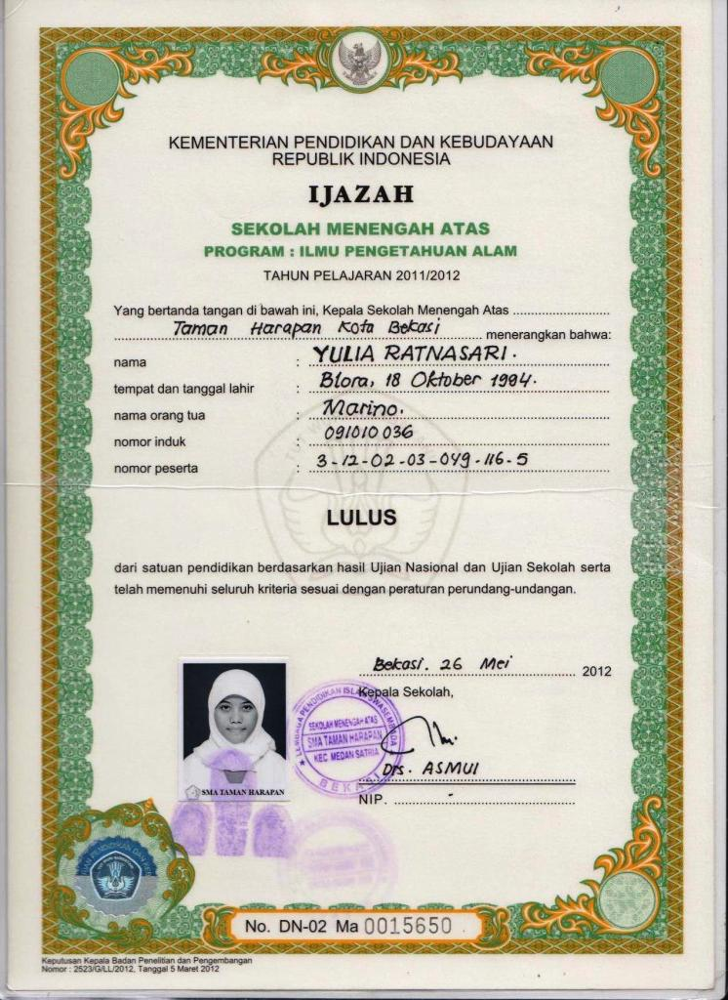 KEMENTERIAN PENDIDIKAN DAN KEBUDAYAAN
REPUBLIK INDONESIA
IJAZAH
SEKOLAH MENENGAH ATAS
PROGRAM : ILMU PENGETAHUAN ALAM
TAHUN PELAJARAN 2011/2012
Yang bertanda tangan di bawah ini, Kepala Sekolah Menengah Atas
Taman Harapan Kota Bekasi menerangkan bahwa:
nama : YULIA RATNASARI.
tempat dan tanggal lahir : Blora, 18 Oktober 1994.
nama orang tua : Marino.
nomor induk : 091010036
nomor peserta : 3-12-02-03-049-116-5
LULUS
dari satuan pendidikan berdasarkan hasil Ujian Nasional dan Ujian Sekolah serta
telah memenuhi seluruh kriteria sesuai dengan peraturan perundang-undangan.
Bekasi. 26 Mei 2012
Kepala Sekolah,
LEMBAGA PENDIDIKAN ISLAM SWASEMBADA
SEKOLAH MENENGAH ATAS
SMA TAMAN HARAPAN
KEC MEDAN SATRIA
BEKASI
Drs. ASMUI
NIP. -
SMA TAMAN HARAPAN
No. DN-02 Ma 0015650
Keputusan Kepala Badan Penelitian dan Pengembangan
Nomor : 2523/G/LL/2012, Tanggal 5 Maret 2012